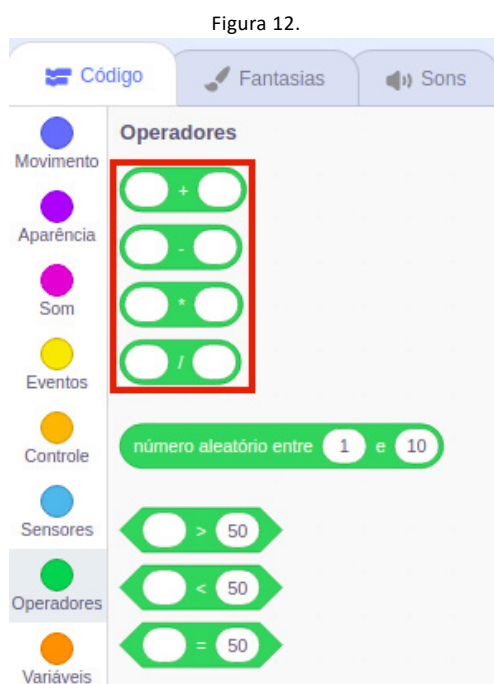 Figura 12.
Código
Fantasias
Sons
Movimento
Aparência
Som
Eventos
Controle
Sensores
Operadores
Variáveis
Operadores
+
-
*
/
número aleatório entre 1 e 10
> 50
< 50
= 50